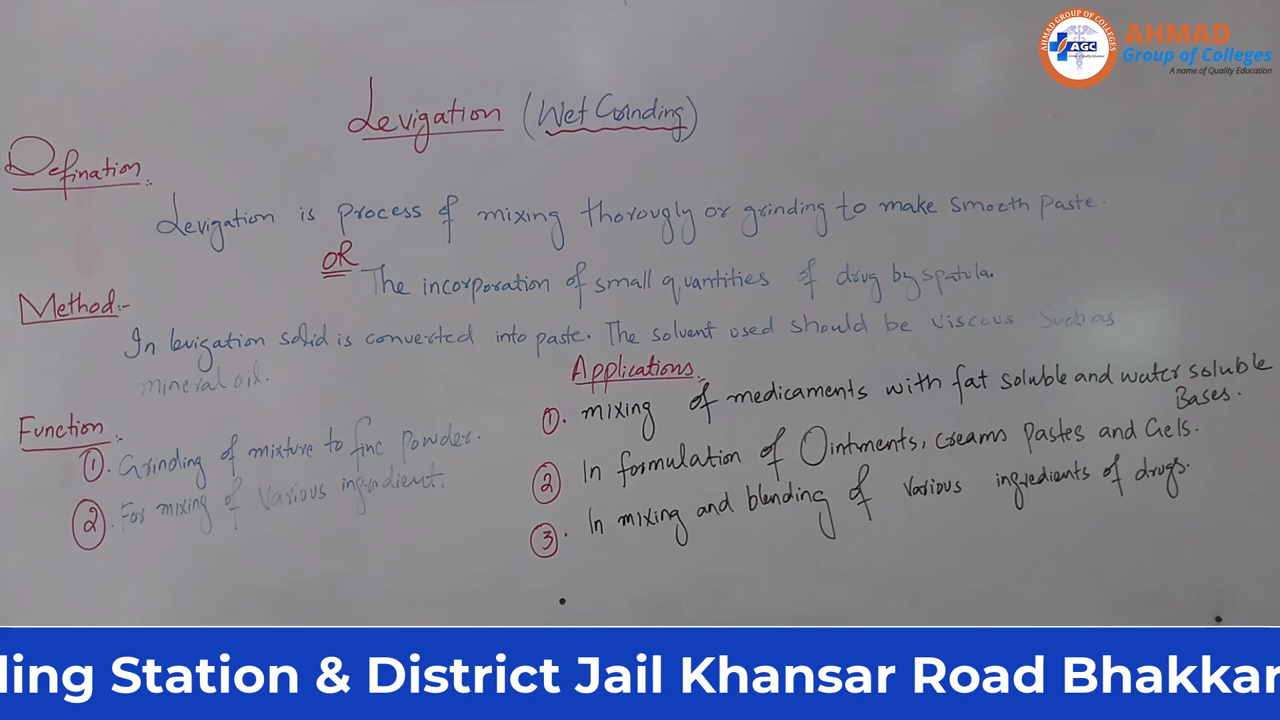 AHMAD GROUP OF COLLEGES
AGC
AHMAD
Group of Colleges
A name of Quality Education
Levigation (Wet Grinding)
Defination:
Levigation is process of mixing thorougly or grinding to make smooth paste.
OR
The incorporation of small quantities of drug by spatula.
Method:-
In levigation solid is converted into paste. The solvent used should be viscous such as
mineral oil.
Function:
①. Grinding of mixture to fine powder.
②. For mixing of various ingredient.
Applications:
①. mixing of medicaments with fat soluble and water soluble
Bases.
② In formulation of Ointments, creams pastes and Gels.
③. In mixing and blending of various ingredients of drugs.
ling Station & District Jail Khansar Road Bhakkar